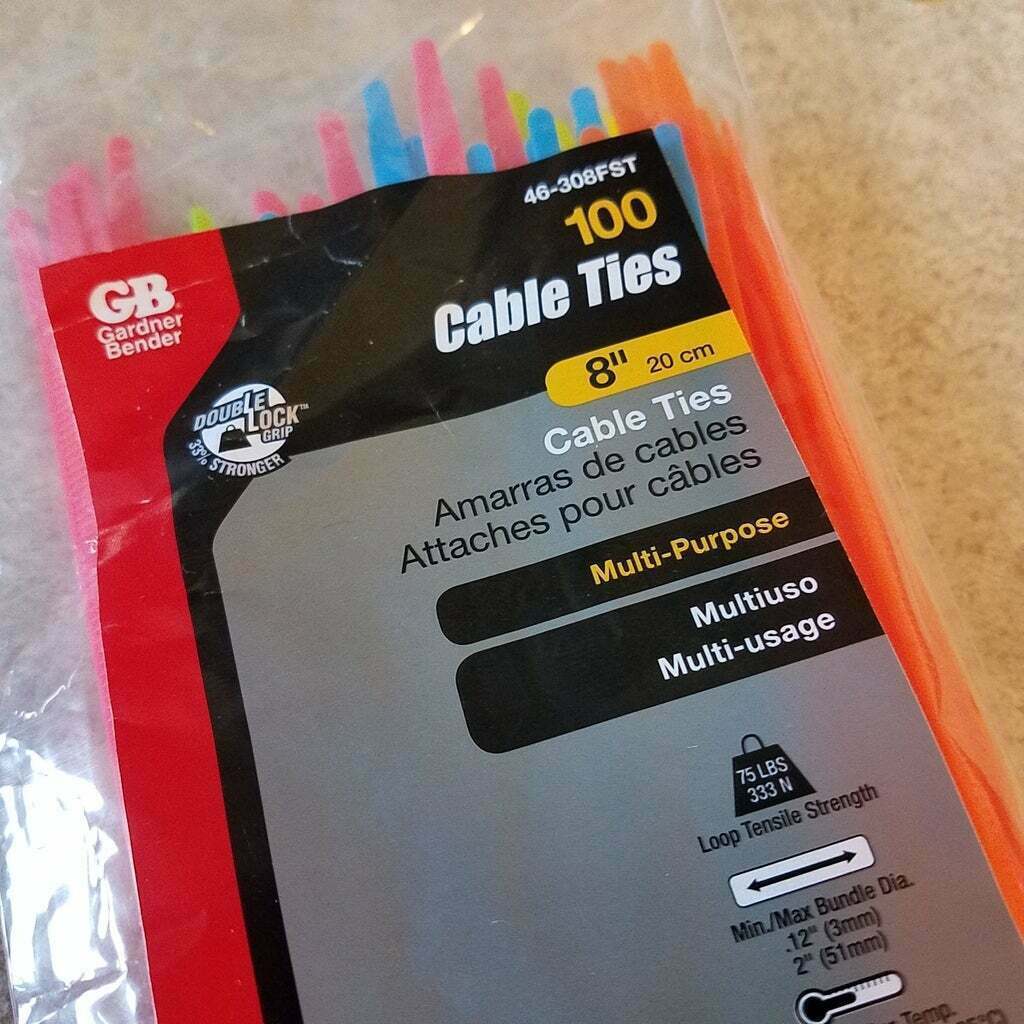 46-308FST
100
Cable Ties
GB
Gardner
Bender
8" 20 cm
DOUBLE
LOCK™
GRIP
33% STRONGER
Cable Ties
Amarras de cables
Attaches pour câbles
Multi-Purpose
Multiuso
Multi-usage
75 LBS
333 N
Loop Tensile Strength
Min./Max Bundle Dia.
.12" (3mm)
2" (51mm)
Temp.